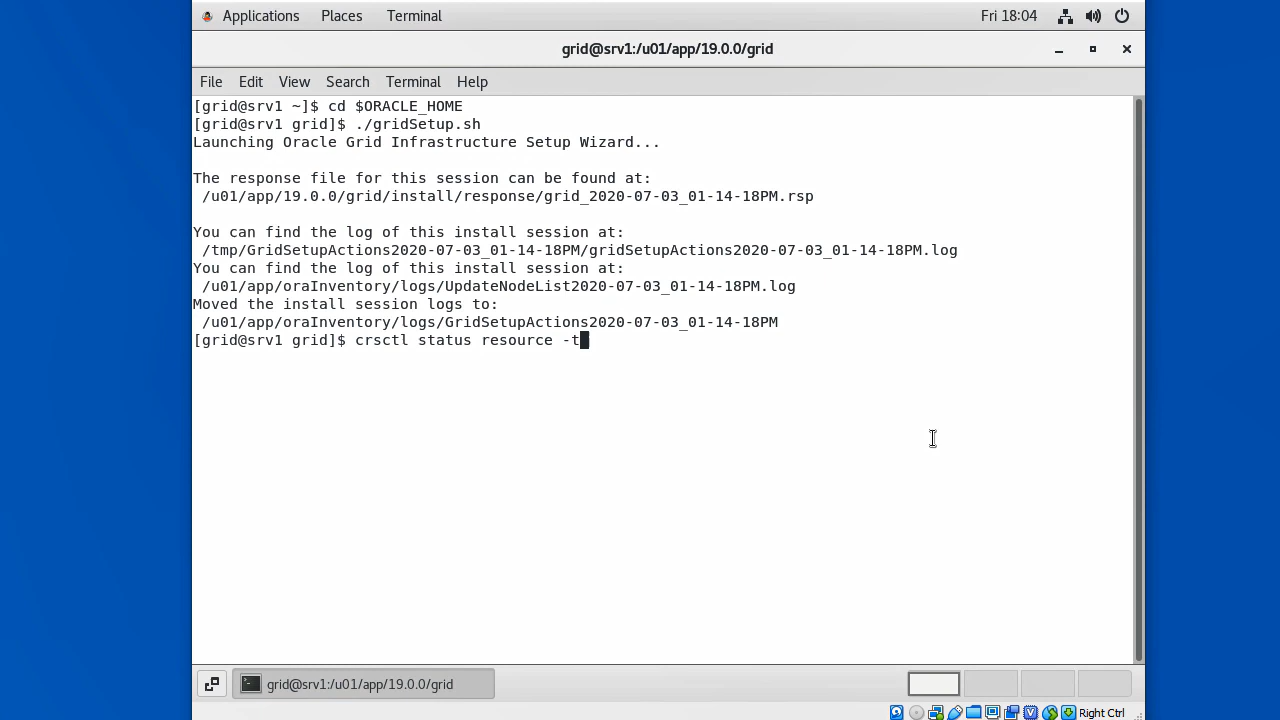 Applications Places Terminal Fri 18:04
grid@srv1:/u01/app/19.0.0/grid
File Edit View Search Terminal Help
[grid@srv1 ~]$ cd $ORACLE_HOME
[grid@srv1 grid]$ ./gridSetup.sh
Launching Oracle Grid Infrastructure Setup Wizard...
The response file for this session can be found at:
/u01/app/19.0.0/grid/install/response/grid_2020-07-03_01-14-18PM.rsp
You can find the log of this install session at:
/tmp/GridSetupActions2020-07-03_01-14-18PM/gridSetupActions2020-07-03_01-14-18PM.log
You can find the log of this install session at:
/u01/app/oraInventory/logs/UpdateNodeList2020-07-03_01-14-18PM.log
Moved the install session logs to:
/u01/app/oraInventory/logs/GridSetupActions2020-07-03_01-14-18PM
[grid@srv1 grid]$ crsctl status resource -t
grid@srv1:/u01/app/19.0.0/grid
Right Ctrl